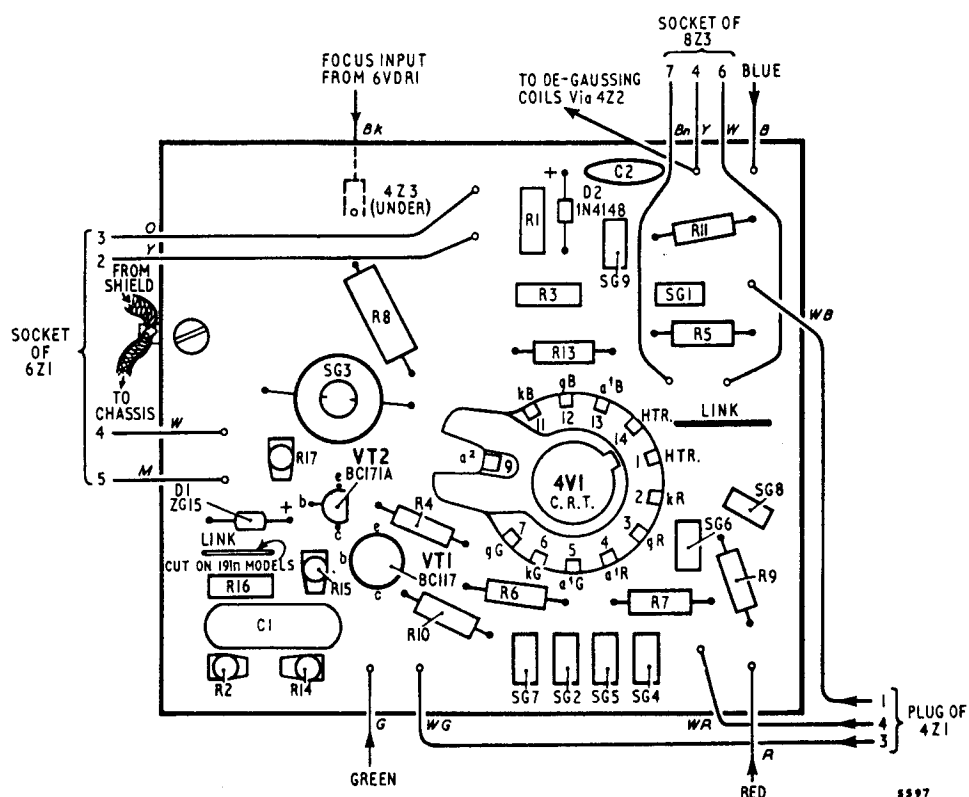 SOCKET OF
8Z3
7 4 6 BLUE
FOCUS INPUT
FROM 6VDR1
TO DE-GAUSSING
COILS Via 4Z2
Bk
Bn Y W B
4Z3
(UNDER)
+
C2
D2
1N4148
R1
R11
SG9
3 O
2 Y
FROM
SHIELD
R3
SG1
WB
R8
R5
SOCKET
OF
6Z1
R13
SG3
TO
CHASSIS
kB gB a¹B
11 12 13
HTR.
14
LINK
4 W
a² 9
4V1
C.R.T.
1 HTR.
R17
VT2
BC171A
5 M
2 kR
SG8
D1
ZG15
+
b e c
R4
3 gR
SG6
LINK
CUT ON 19in MODELS
e b c
VT1
BC117
7 6 5 4
gG kG a¹G a¹R
R9
R16
R15
R6
R7
C1
R10
R2
R14
SG7 SG2 SG5 SG4
G WG
WR
R
1
4
3
PLUG OF
4Z1
GREEN
RED
5597